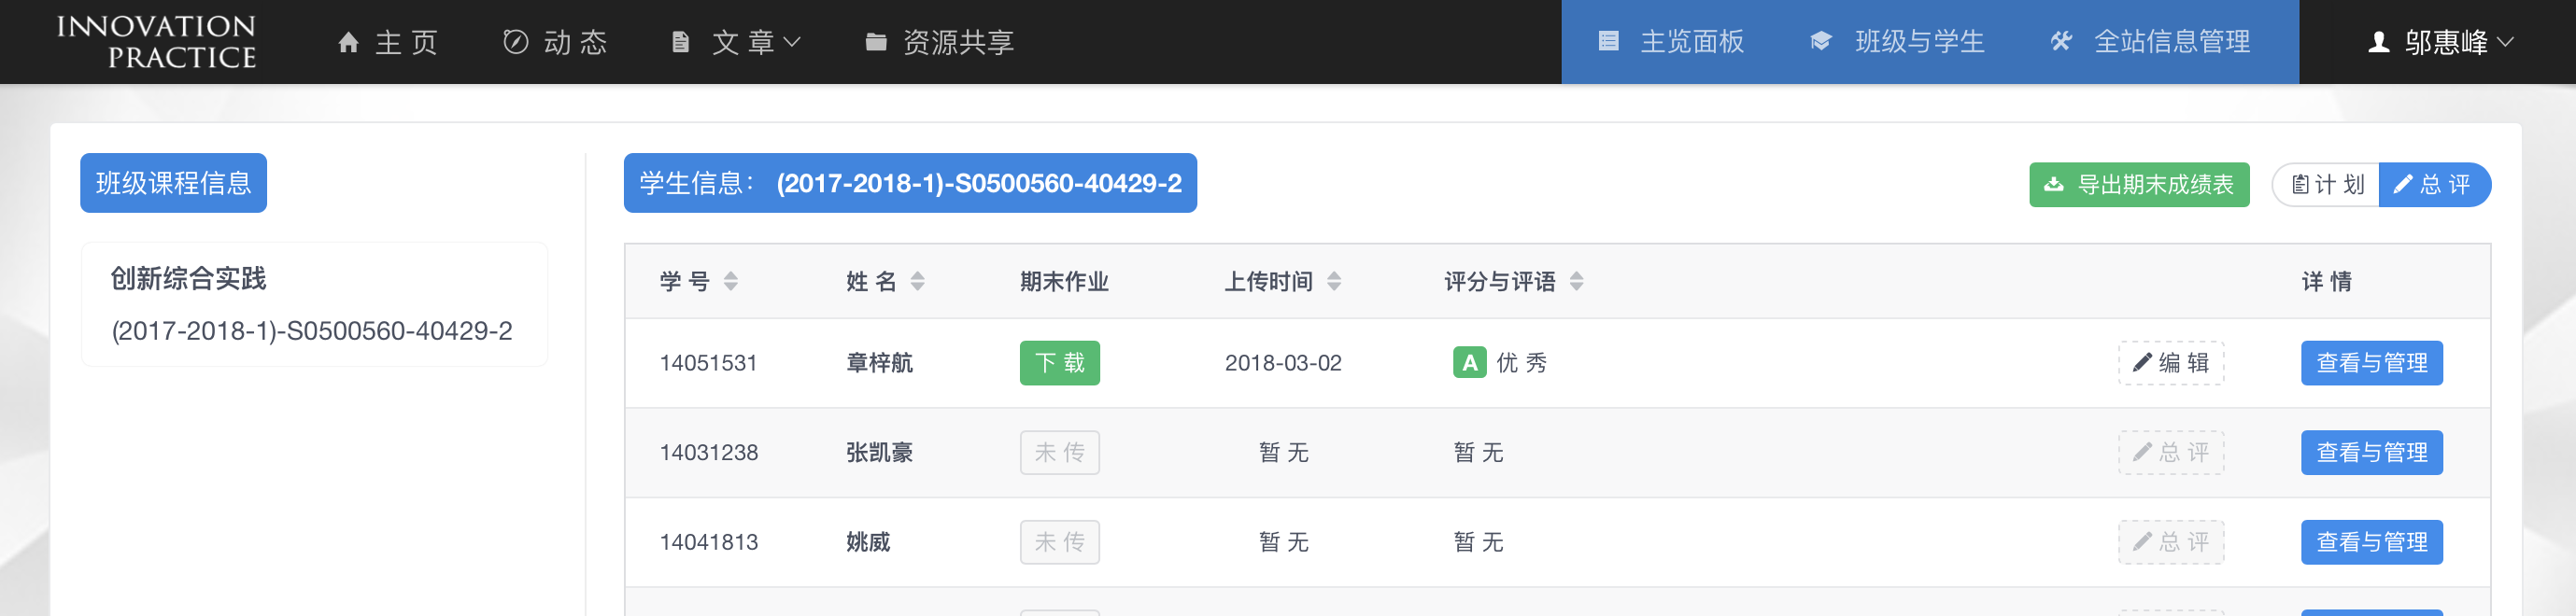 INNOVATION
PRACTICE
主 页 动 态 文 章 资源共享 主览面板 班级与学生 全站信息管理 邬惠峰
班级课程信息
创新综合实践
(2017-2018-1)-S0500560-40429-2
学生信息： (2017-2018-1)-S0500560-40429-2 导出期末成绩表 计 划 总 评
学 号 姓 名 期末作业 上传时间 评分与评语 详 情
14051531 章梓航 下 载 2018-03-02 A 优 秀 编 辑 查看与管理
14031238 张凯豪 未 传 暂 无 暂 无 总 评 查看与管理
14041813 姚威 未 传 暂 无 暂 无 总 评 查看与管理